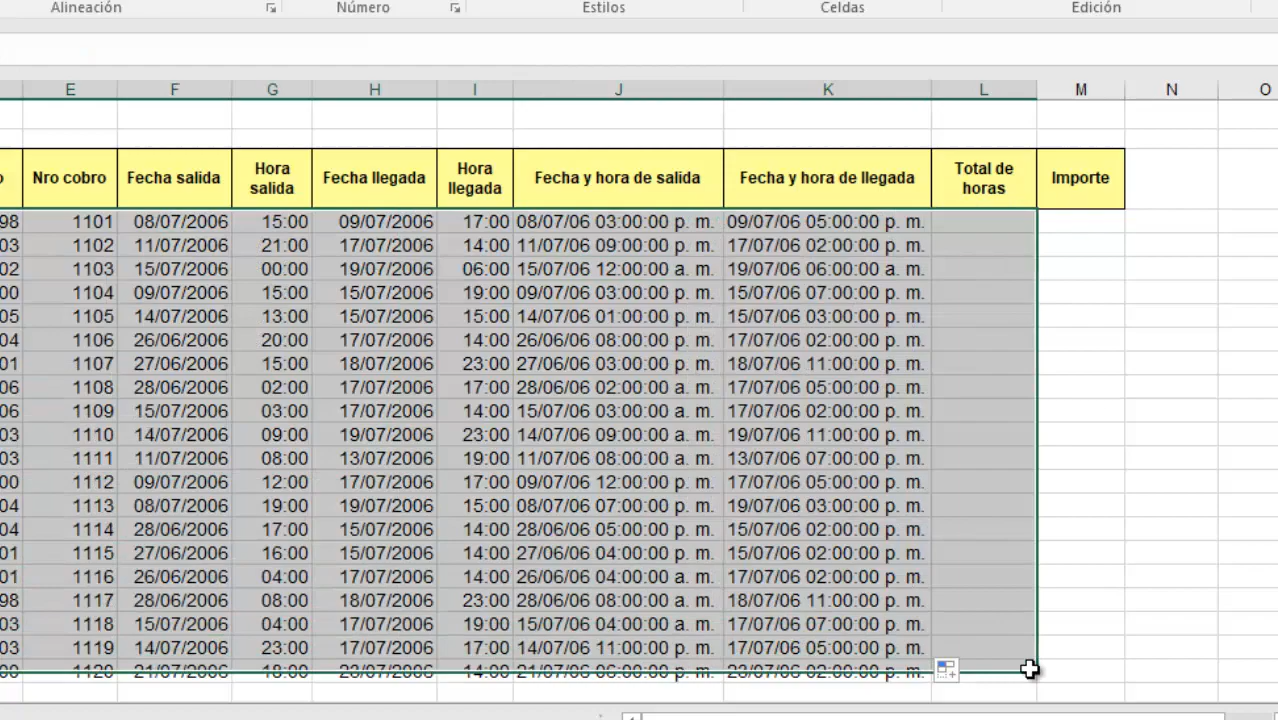 Alineación Número Estilos Celdas Edición
E F G H I J K L M N O
o Nro cobro Fecha salida Hora salida Fecha llegada Hora llegada Fecha y hora de salida Fecha y hora de llegada Total de horas Importe
98 1101 08/07/2006 15:00 09/07/2006 17:00 08/07/06 03:00:00 p. m. 09/07/06 05:00:00 p. m.
03 1102 11/07/2006 21:00 17/07/2006 14:00 11/07/06 09:00:00 p. m. 17/07/06 02:00:00 p. m.
02 1103 15/07/2006 00:00 19/07/2006 06:00 15/07/06 12:00:00 a. m. 19/07/06 06:00:00 a. m.
00 1104 09/07/2006 15:00 15/07/2006 19:00 09/07/06 03:00:00 p. m. 15/07/06 07:00:00 p. m.
05 1105 14/07/2006 13:00 15/07/2006 15:00 14/07/06 01:00:00 p. m. 15/07/06 03:00:00 p. m.
04 1106 26/06/2006 20:00 17/07/2006 14:00 26/06/06 08:00:00 p. m. 17/07/06 02:00:00 p. m.
01 1107 27/06/2006 15:00 18/07/2006 23:00 27/06/06 03:00:00 p. m. 18/07/06 11:00:00 p. m.
06 1108 28/06/2006 02:00 17/07/2006 17:00 28/06/06 02:00:00 a. m. 17/07/06 05:00:00 p. m.
06 1109 15/07/2006 03:00 17/07/2006 14:00 15/07/06 03:00:00 a. m. 17/07/06 02:00:00 p. m.
03 1110 14/07/2006 09:00 19/07/2006 23:00 14/07/06 09:00:00 a. m. 19/07/06 11:00:00 p. m.
03 1111 11/07/2006 08:00 13/07/2006 19:00 11/07/06 08:00:00 a. m. 13/07/06 07:00:00 p. m.
00 1112 09/07/2006 12:00 17/07/2006 17:00 09/07/06 12:00:00 p. m. 17/07/06 05:00:00 p. m.
04 1113 08/07/2006 19:00 19/07/2006 15:00 08/07/06 07:00:00 p. m. 19/07/06 03:00:00 p. m.
04 1114 28/06/2006 17:00 15/07/2006 14:00 28/06/06 05:00:00 p. m. 15/07/06 02:00:00 p. m.
01 1115 27/06/2006 16:00 15/07/2006 14:00 27/06/06 04:00:00 p. m. 15/07/06 02:00:00 p. m.
01 1116 26/06/2006 04:00 17/07/2006 14:00 26/06/06 04:00:00 a. m. 17/07/06 02:00:00 p. m.
98 1117 28/06/2006 08:00 18/07/2006 23:00 28/06/06 08:00:00 a. m. 18/07/06 11:00:00 p. m.
03 1118 15/07/2006 04:00 17/07/2006 19:00 15/07/06 04:00:00 a. m. 17/07/06 07:00:00 p. m.
03 1119 14/07/2006 23:00 17/07/2006 17:00 14/07/06 11:00:00 p. m. 17/07/06 05:00:00 p. m.
1120 21/07/2006 18:00 23/07/2006 14:00 21/07/06 06:00:00 p. m. 23/07/06 02:00:00 p. m.